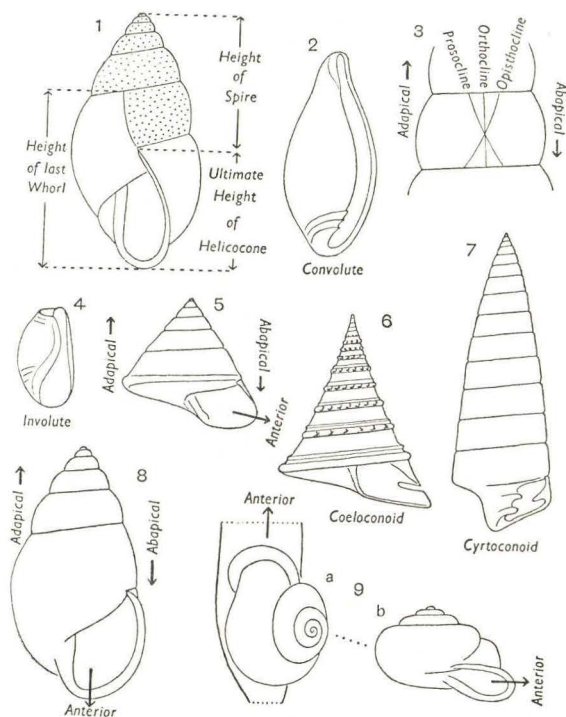 1
Height
of
Spire
Height
of last
Whorl
Ultimate
Height
of
Helicocone
2
Convolute
3
Prosocline
Orthocline
Opisthocline
Adapical
Abapical
4
Involute
5
Adapical
Abapical
Anterior
6
Coeloconoid
7
Cyrtoconoid
8
Adapical
Abapical
Anterior
9
a
Anterior
b
Anterior